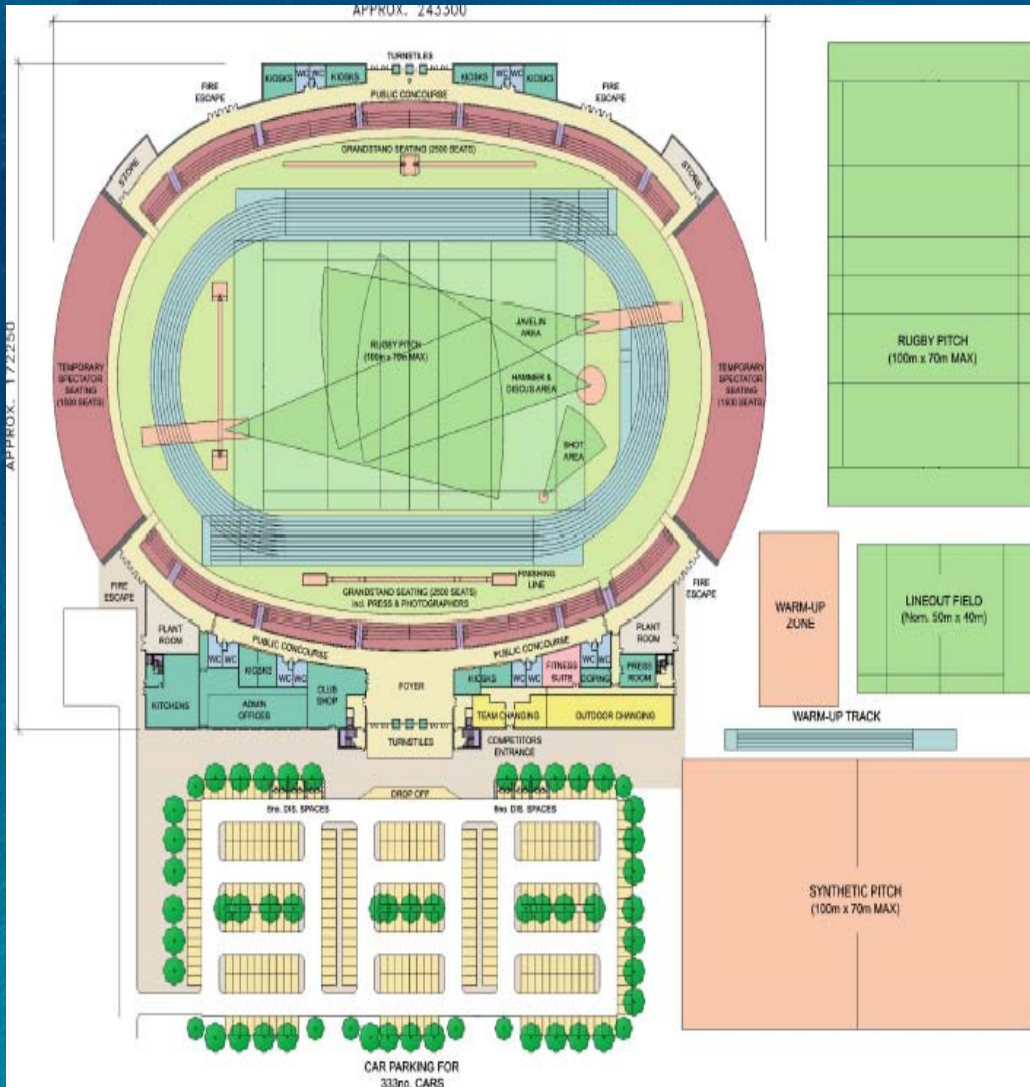 APPROX. 243300
TURNSTILES
KIOSKS
WC WC
KIOSKS
KIOSKS
WC WC
KIOSKS
FIRE
ESCAPE
PUBLIC CONCOURSE
FIRE
ESCAPE
STORE
GRANDSTAND SEATING (2500 SEATS)
STORE
APPROX. 172250
JAVELIN
AREA
RUGBY PITCH
(100m x 70m MAX)
RUGBY PITCH
(100m x 70m MAX)
TEMPORARY
SPECTATOR
SEATING
(1500 SEATS)
HAMMER &
DISCUS AREA
TEMPORARY
SPECTATOR
SEATING
(1500 SEATS)
SHOT
AREA
FINISHING
LINE
GRANDSTAND SEATING (2500 SEATS)
incl. PRESS & PHOTOGRAPHERS
FIRE
ESCAPE
FIRE
ESCAPE
WARM-UP
ZONE
LINEOUT FIELD
(Nom. 50m x 40m)
PLANT
ROOM
PUBLIC CONCOURSE
PUBLIC CONCOURSE
PLANT
ROOM
WC WC
KIOSKS
WC WC
CLUB
SHOP
FOYER
KIOSKS
WC WC
FITNESS
SUITE
WC WC
DOPING
PRESS
ROOM
KITCHENS
ADMIN
OFFICES
TEAM CHANGING
OUTDOOR CHANGING
WARM-UP TRACK
TURNSTILES
COMPETITORS
ENTRANCE
DROP OFF
6no. DIS. SPACES
6no. DIS. SPACES
SYNTHETIC PITCH
(100m x 70m MAX)
CAR PARKING FOR
333no. CARS